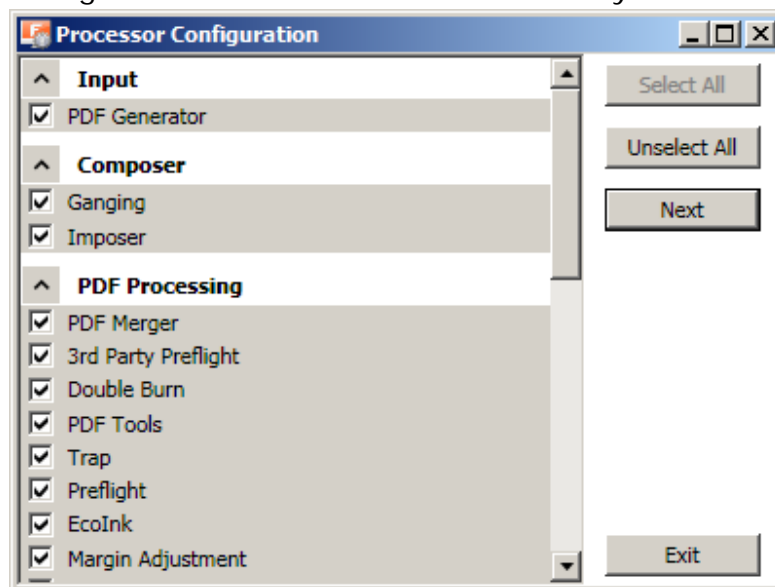 Processor Configuration
Input
Select All
PDF Generator
Unselect All
Composer
Ganging
Next
Imposer
PDF Processing
PDF Merger
3rd Party Preflight
Double Burn
PDF Tools
Trap
Preflight
EcoInk
Margin Adjustment
Exit